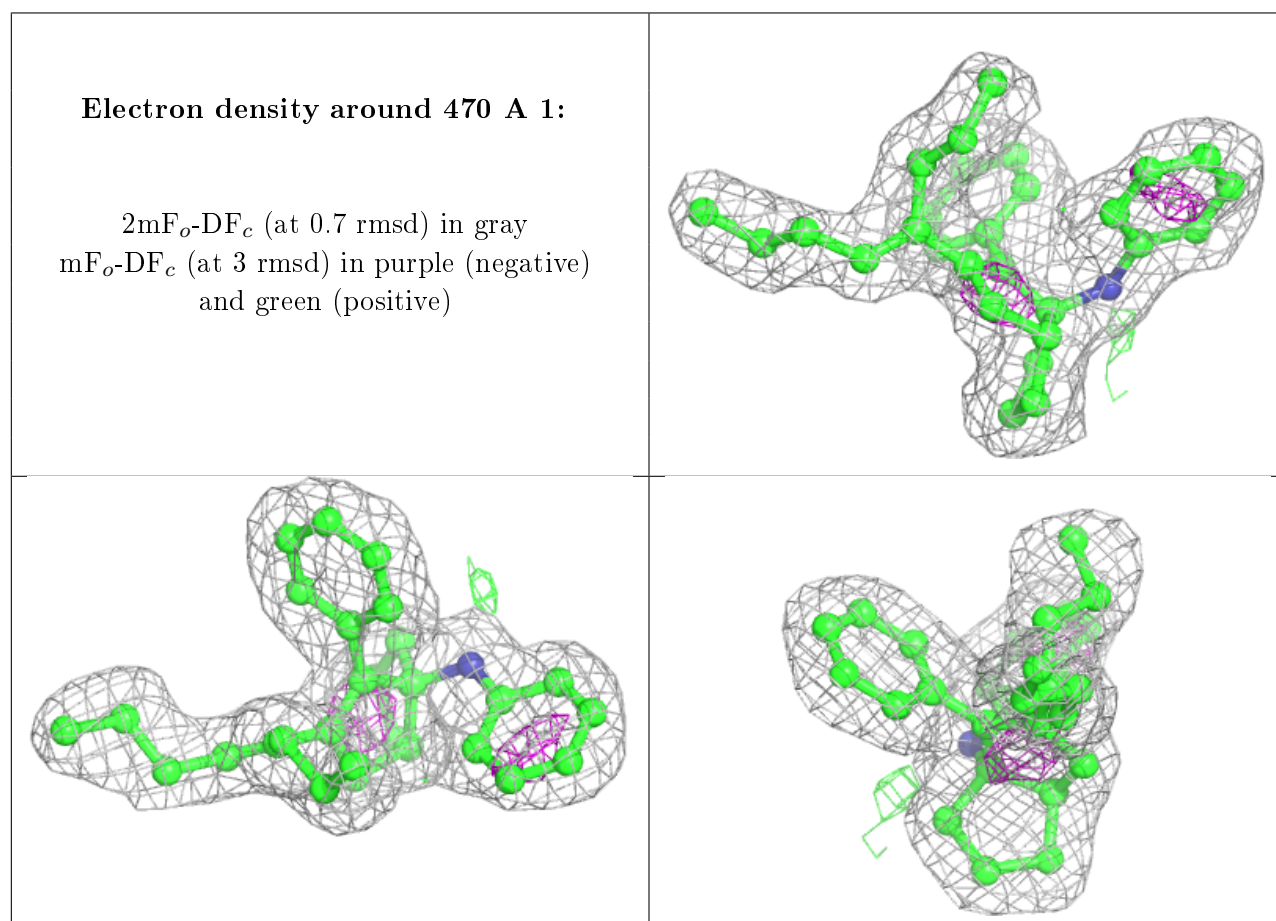 Electron density around 470 A 1:
2mFo-DFc (at 0.7 rmsd) in gray
mFo-DFc (at 3 rmsd) in purple (negative)
and green (positive)